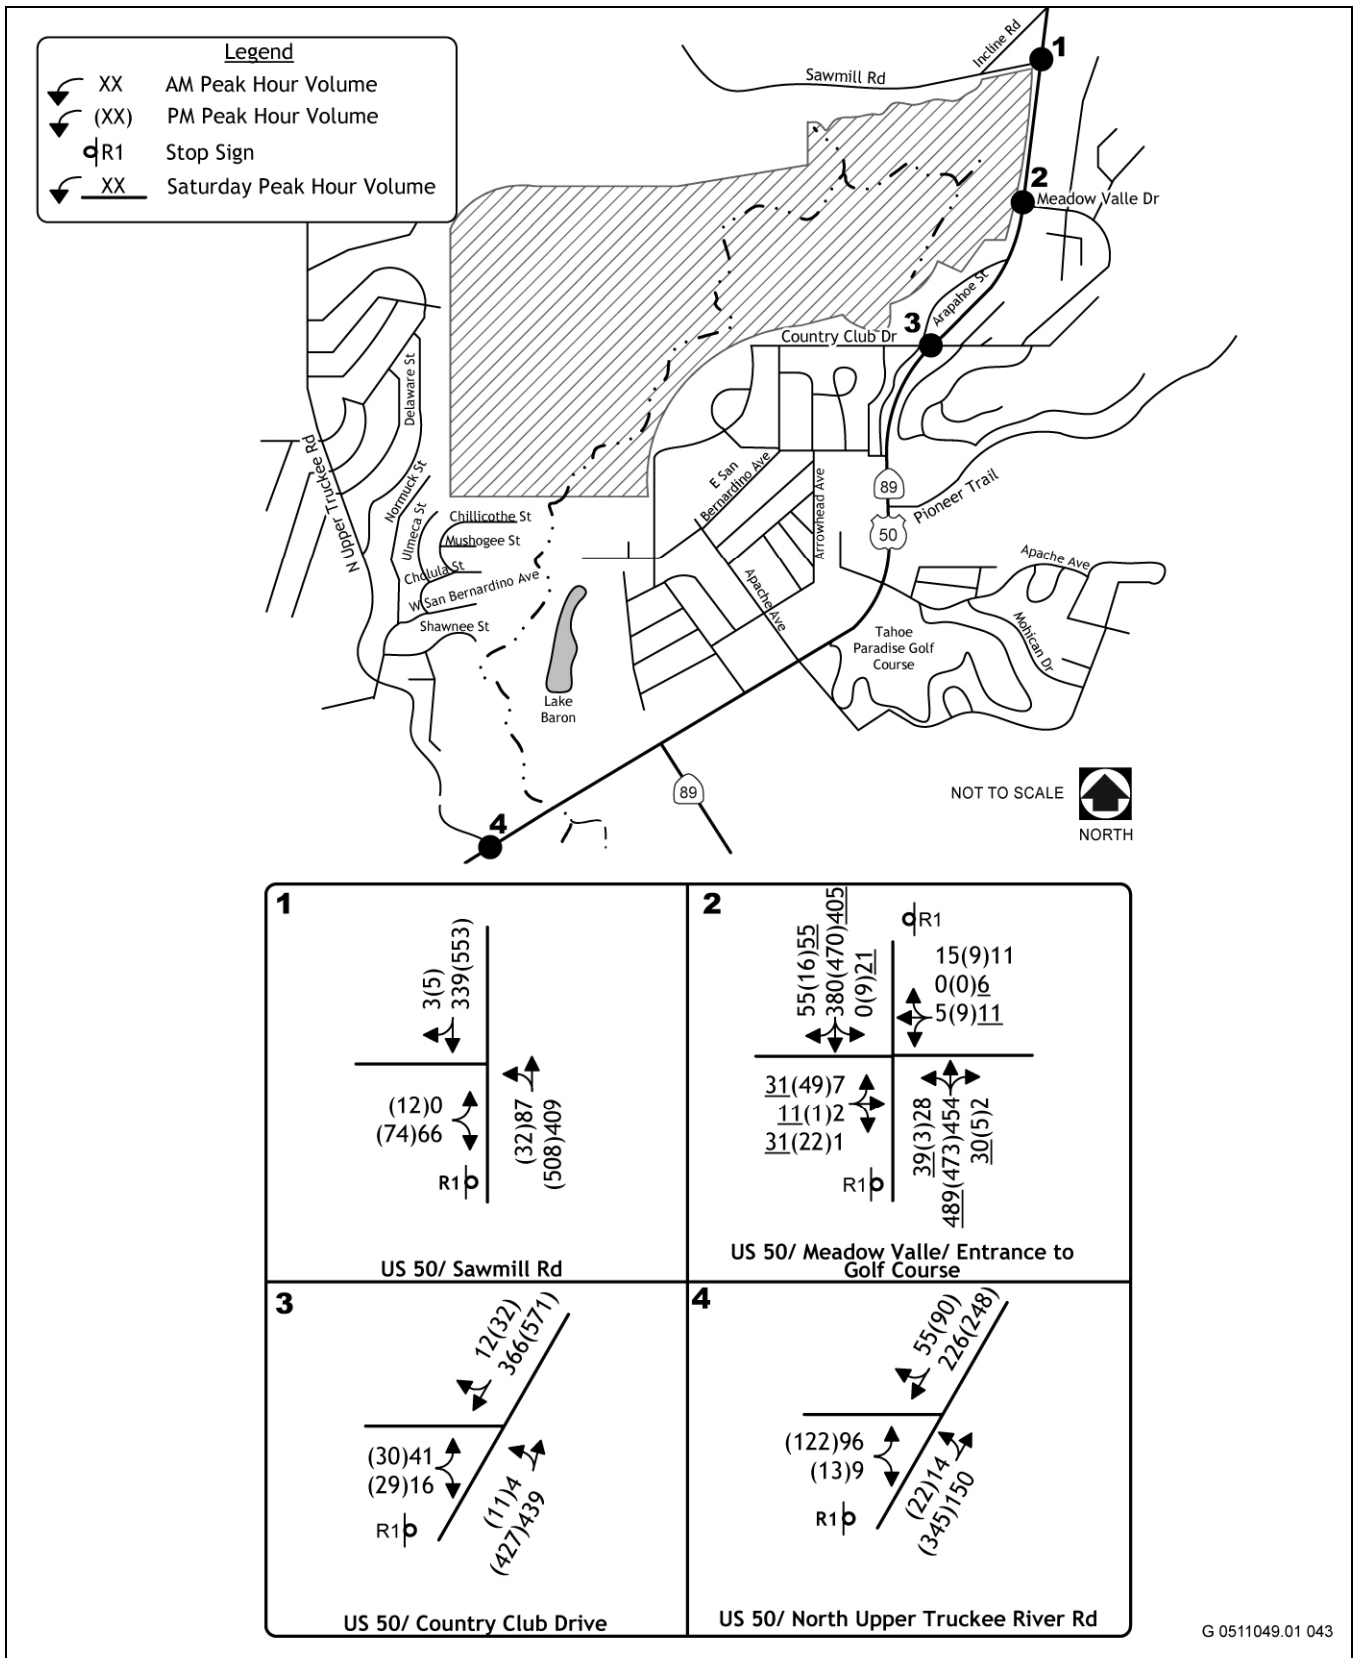 Legend
XX AM Peak Hour Volume
(XX) PM Peak Hour Volume
R1 Stop Sign
XX Saturday Peak Hour Volume
Incline Rd
1
Sawmill Rd
2
Meadow Valle Dr
Arapahoe St
3
Country Club Dr
Delaware St
N Upper Truckee Rd
Normuck St
E San
Bernardino Ave
Arrowhead Ave
89
Pioneer Trail
50
Ulmeca St
Chillicothe St
Mushogee St
Cholula St
W San Bernardino Ave
Shawnee St
Apache Ave
Apache Ave
Mohican Dr
Tahoe
Paradise Golf
Course
Lake
Baron
89
NOT TO SCALE
NORTH
4
1
3(5)
339(553)
(12)0
(74)66
(32)87
(508)409
R1
US 50/ Sawmill Rd
2
R1
55(16)55
380(470)405
0(9)21
15(9)11
0(0)6
5(9)11
31(49)7
11(1)2
31(22)1
39(3)28
489(473)454
30(5)2
R1
US 50/ Meadow Valle/ Entrance to
Golf Course
3
12(32)
366(571)
(30)41
(29)16
(11)4
(427)439
R1
US 50/ Country Club Drive
4
55(90)
226(248)
(122)96
(13)9
(22)14
(345)150
R1
US 50/ North Upper Truckee River Rd
G 0511049.01 043